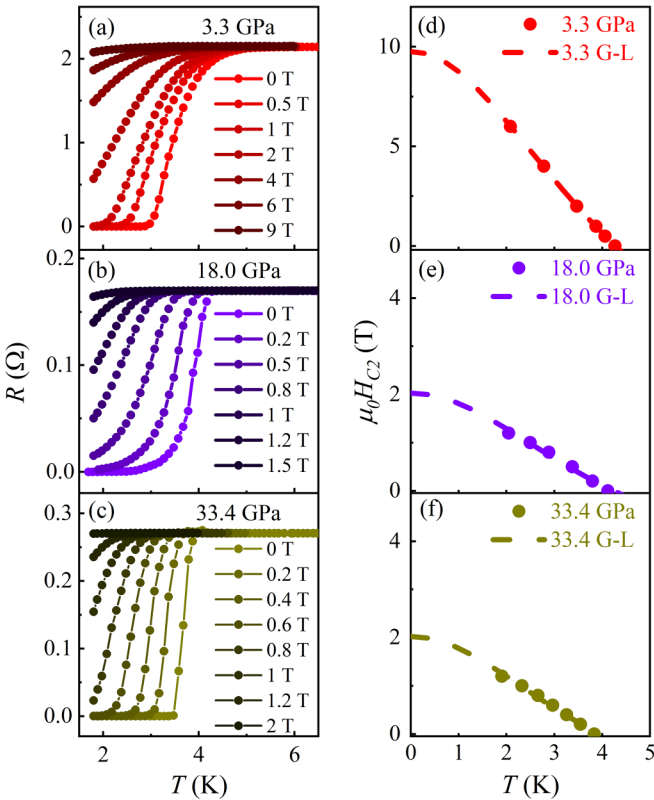 (a) 3.3 GPa
0 T
0.5 T
1 T
2 T
4 T
6 T
9 T
2
1
0
(b) 18.0 GPa
0 T
0.2 T
0.5 T
0.8 T
1 T
1.2 T
1.5 T
0.2
0.1
0.0
R (Ω)
(c) 33.4 GPa
0 T
0.2 T
0.4 T
0.6 T
0.8 T
1 T
1.2 T
2 T
0.3
0.2
0.1
0.0
2 4 6
T (K)
(d) 3.3 GPa
3.3 G-L
10
5
0
(e) 18.0 GPa
18.0 G-L
4
2
0
μ₀H_C2 (T)
(f) 33.4 GPa
33.4 G-L
4
2
0
0 1 2 3 4 5
T (K)